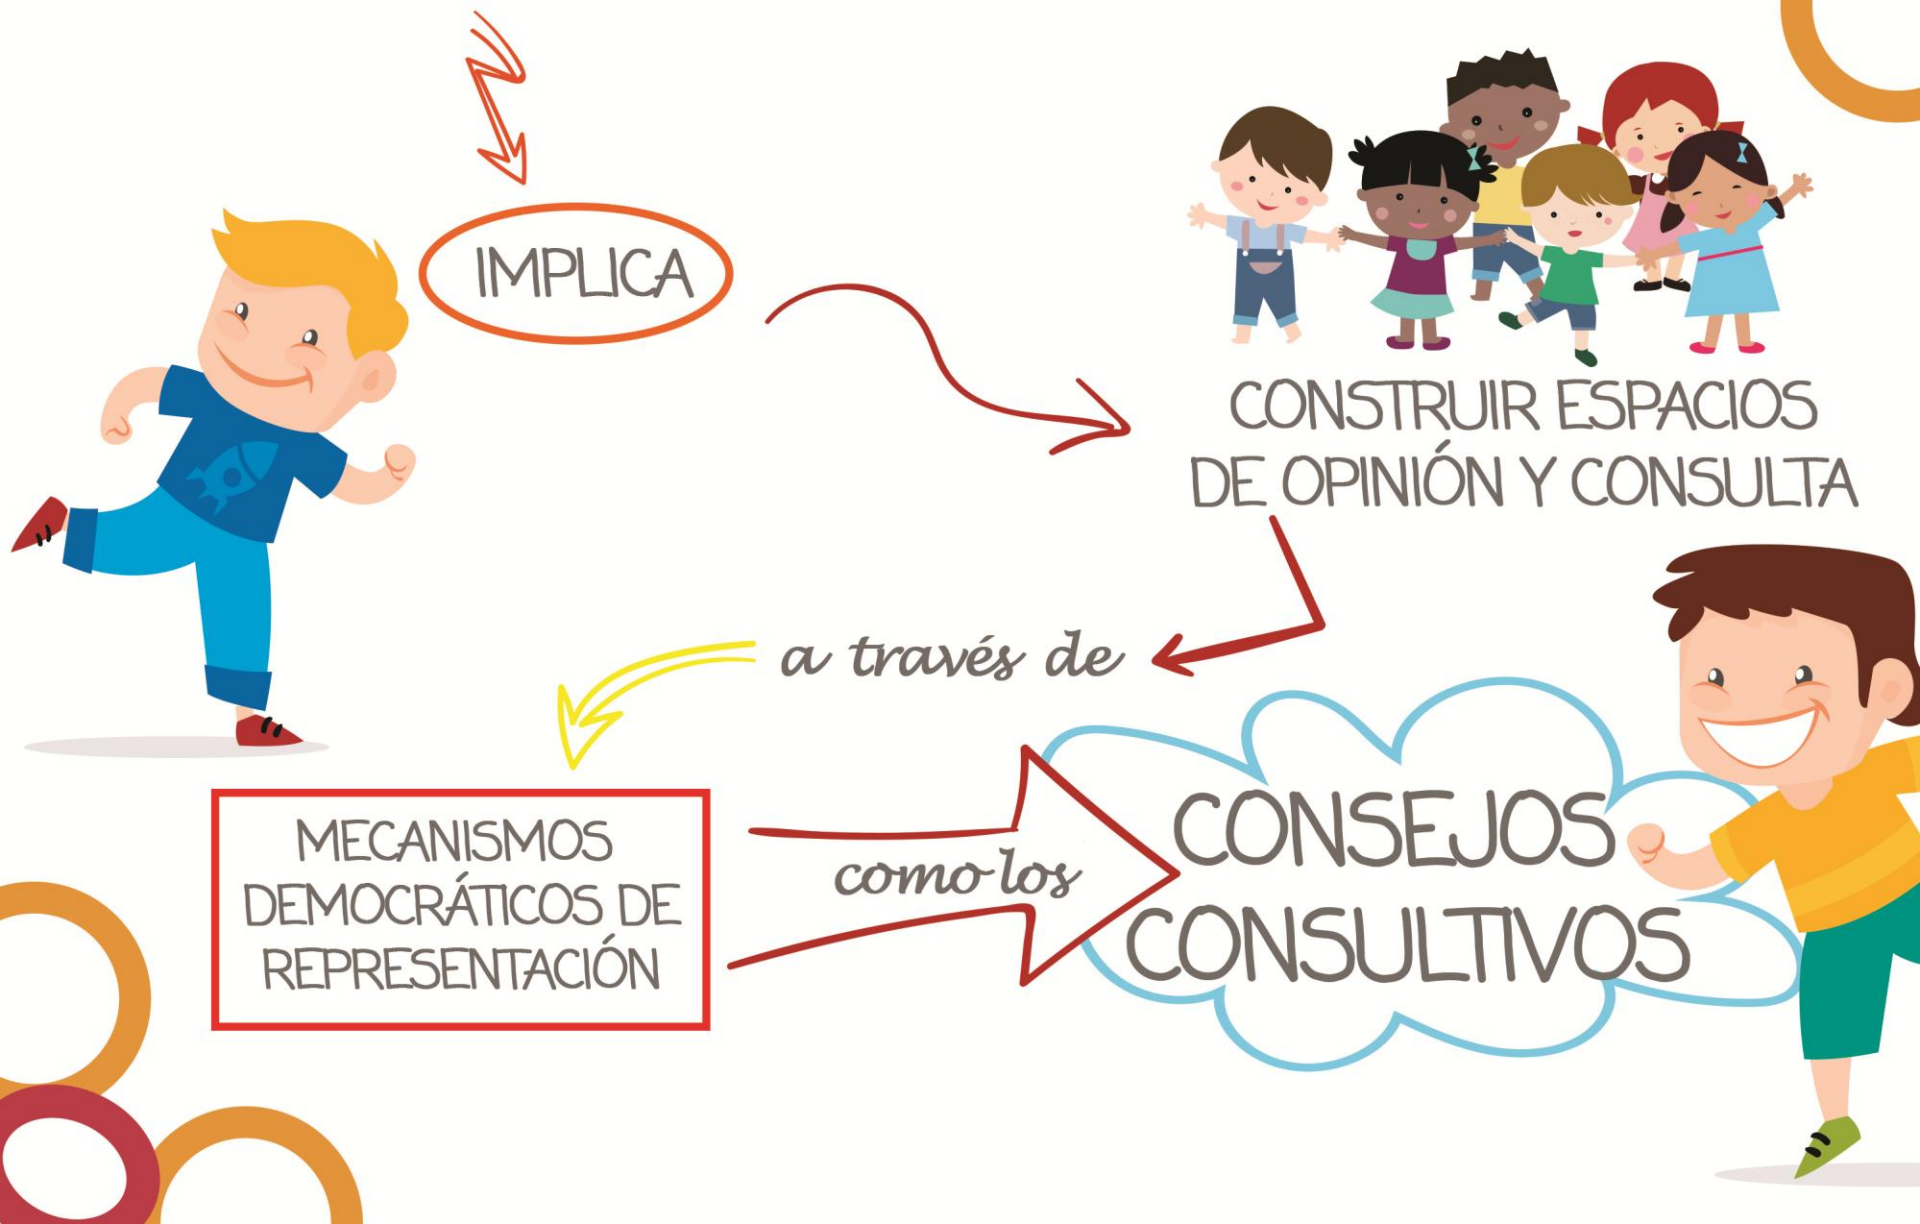 IMPLICA
CONSTRUIR ESPACIOS
DE OPINIÓN Y CONSULTA
a través de
MECANISMOS
DEMOCRÁTICOS DE
REPRESENTACIÓN
como los
CONSEJOS
CONSULTIVOS